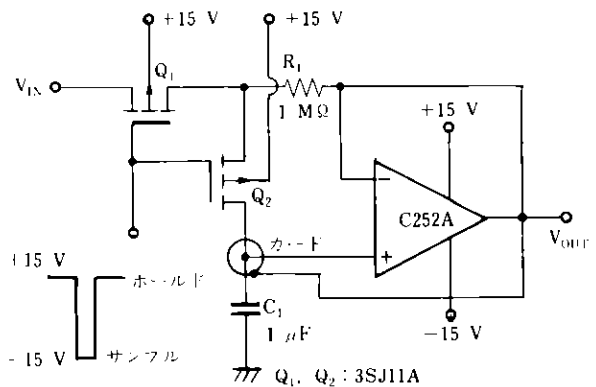 +15 V
+15 V
Q₁
R₁
V_IN
1 MΩ
+15 V
Q₂
−
C252A
V_OUT
ガード
+
+15 V
ホールド
C₁
1 μF
−15 V
−15 V
サンプル
Q₁, Q₂ : 3SJ11A